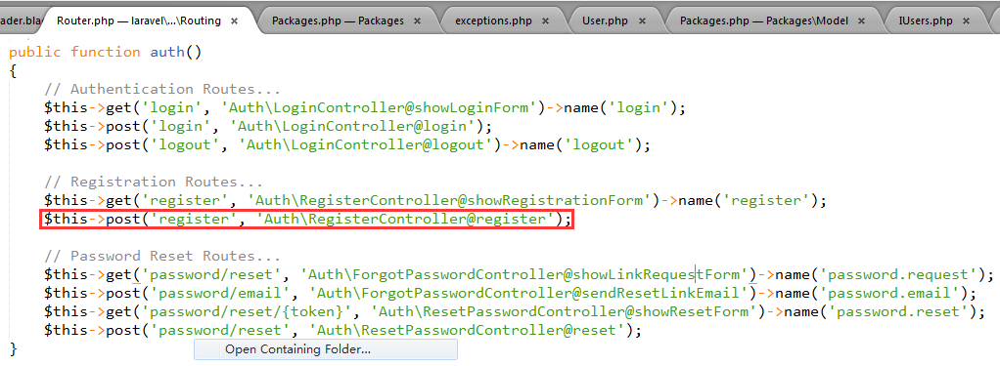 ader.bla
Router.php — laravel\...\Routing ×
Packages.php — Packages ×
exceptions.php ×
User.php ×
Packages.php — Packages\Model ×
IUsers.php ×
public function auth()
{
// Authentication Routes...
$this->get('login', 'Auth\LoginController@showLoginForm')->name('login');
$this->post('login', 'Auth\LoginController@login');
$this->post('logout', 'Auth\LoginController@logout')->name('logout');
// Registration Routes...
$this->get('register', 'Auth\RegisterController@showRegistrationForm')->name('register');
$this->post('register', 'Auth\RegisterController@register');
// Password Reset Routes...
$this->get('password/reset', 'Auth\ForgotPasswordController@showLinkRequestForm')->name('password.request');
$this->post('password/email', 'Auth\ForgotPasswordController@sendResetLinkEmail')->name('password.email');
$this->get('password/reset/{token}', 'Auth\ResetPasswordController@showResetForm')->name('password.reset');
$this->post('password/reset', 'Auth\ResetPasswordController@reset');
}
Open Containing Folder...